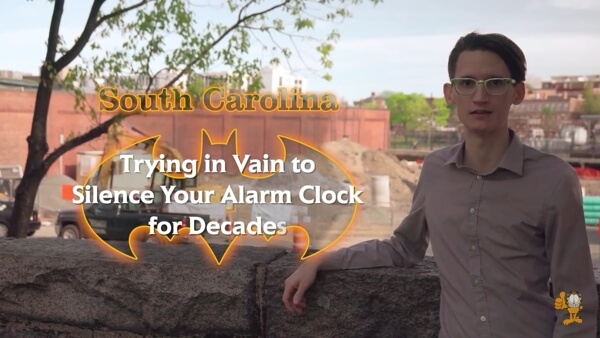 South Carolina
Trying in Vain to
Silence Your Alarm Clock
for Decades